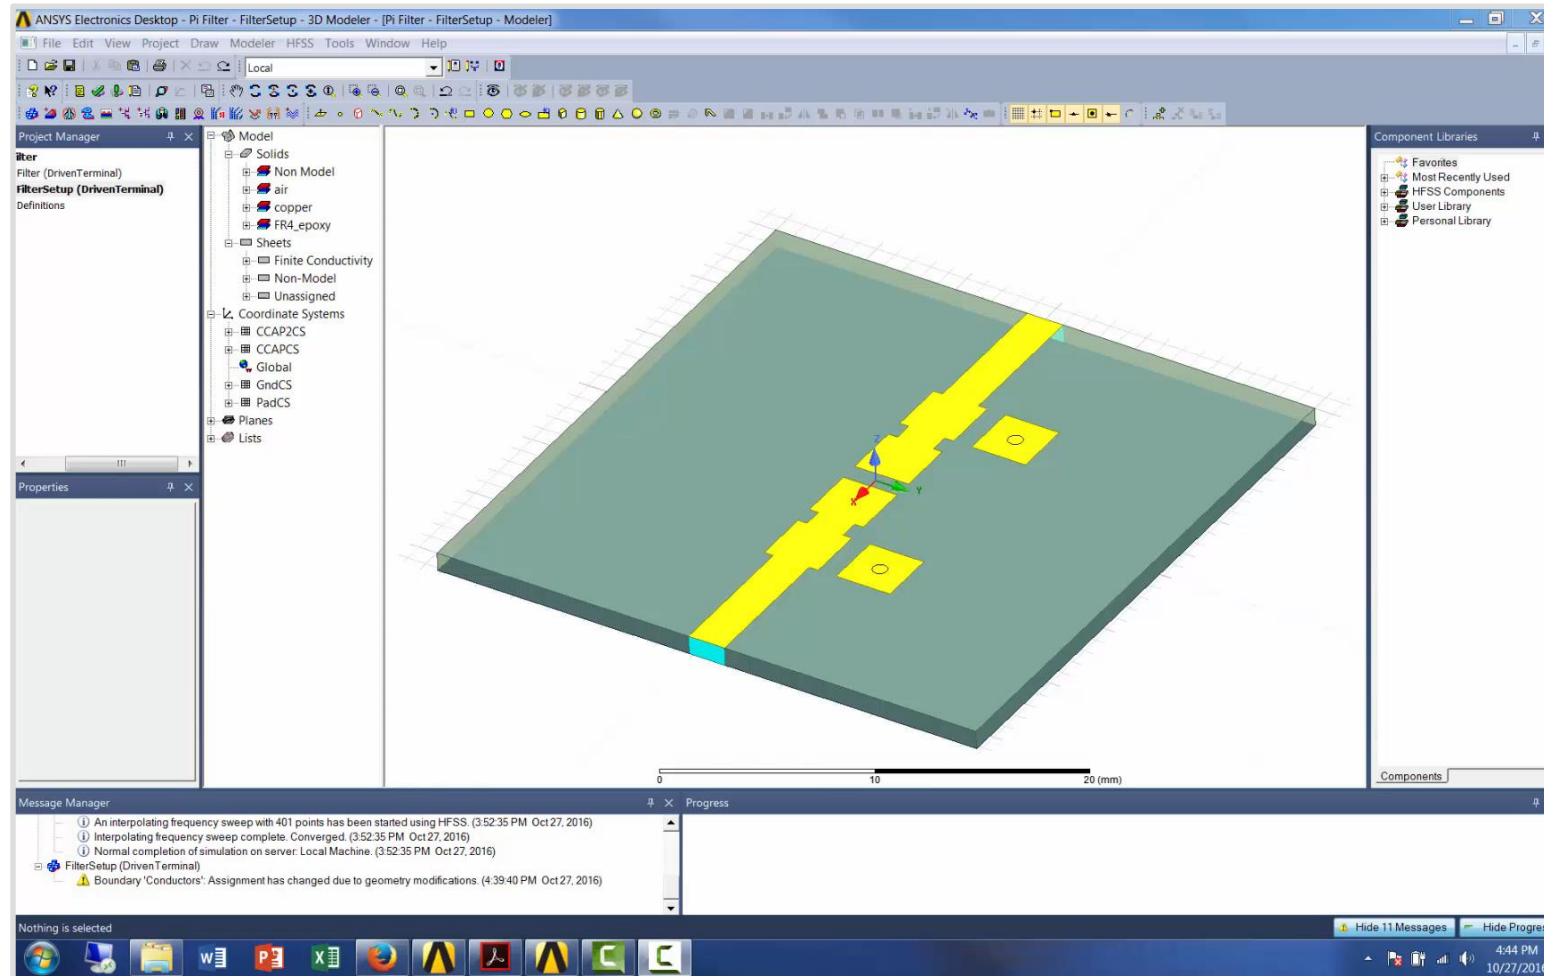 ANSYS Electronics Desktop - Pi Filter - FilterSetup - 3D Modeler - [Pi Filter - FilterSetup - Modeler]
File Edit View Project Draw Modeler HFSS Tools Window Help
Local
Project Manager
ilter
Filter (DrivenTerminal)
FilterSetup (DrivenTerminal)
Definitions
Properties
Model
Solids
Non Model
air
copper
FR4_epoxy
Sheets
Finite Conductivity
Non-Model
Unassigned
Coordinate Systems
CCAP2CS
CCAPCS
Global
GndCS
PadCS
Planes
Lists
Z
Y
X
0 10 20 (mm)
Component Libraries
Favorites
Most Recently Used
HFSS Components
User Library
Personal Library
Components
Message Manager
An interpolating frequency sweep with 401 points has been started using HFSS. (3:52:35 PM Oct 27, 2016)
Interpolating frequency sweep complete. Converged. (3:52:35 PM Oct 27, 2016)
Normal completion of simulation on server: Local Machine. (3:52:35 PM Oct 27, 2016)
FilterSetup (DrivenTerminal)
Boundary 'Conductors': Assignment has changed due to geometry modifications. (4:39:40 PM Oct 27, 2016)
Progress
Nothing is selected
Hide 11 Messages
Hide Progre
4:44 PM
10/27/2016